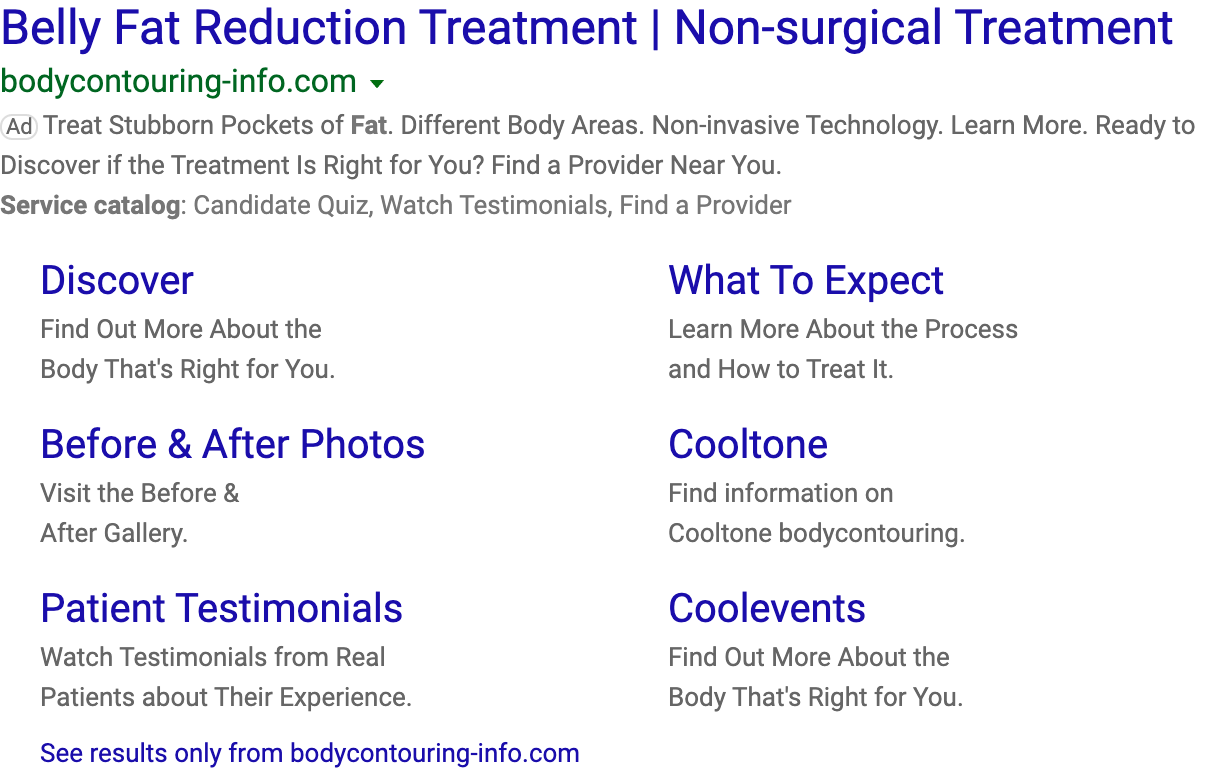 Belly Fat Reduction Treatment | Non-surgical Treatment
bodycontouring-info.com
Ad Treat Stubborn Pockets of Fat. Different Body Areas. Non-invasive Technology. Learn More. Ready to
Discover if the Treatment Is Right for You? Find a Provider Near You.
Service catalog: Candidate Quiz, Watch Testimonials, Find a Provider
Discover
Find Out More About the
Body That's Right for You.
What To Expect
Learn More About the Process
and How to Treat It.
Before & After Photos
Visit the Before &
After Gallery.
Cooltone
Find information on
Cooltone bodycontouring.
Patient Testimonials
Watch Testimonials from Real
Patients about Their Experience.
Coolevents
Find Out More About the
Body That's Right for You.
See results only from bodycontouring-info.com